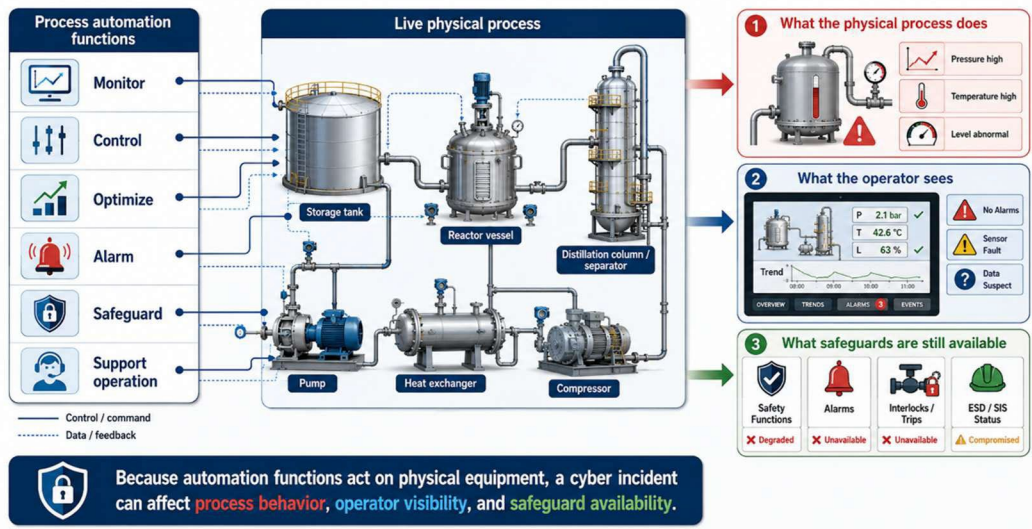 Process automation
functions
Monitor
Control
Optimize
Alarm
Safeguard
Support
operation
Control / command
Data / feedback
Live physical process
Storage tank
Reactor vessel
Distillation column /
separator
Pump
Heat exchanger
Compressor
1 What the physical process does
Pressure high
Temperature high
Level abnormal
2 What the operator sees
P 2.1 bar
T 42.6 °C
L 63 %
Trend
08:00 09:00 10:00 11:00
OVERVIEW TRENDS ALARMS 3 EVENTS
No Alarms
Sensor
Fault
? Data
Suspect
3 What safeguards are still available
Safety
Functions
Degraded
Alarms
Unavailable
Interlocks /
Trips
Unavailable
ESD / SIS
Status
Compromised
Because automation functions act on physical equipment, a cyber incident
can affect process behavior, operator visibility, and safeguard availability.